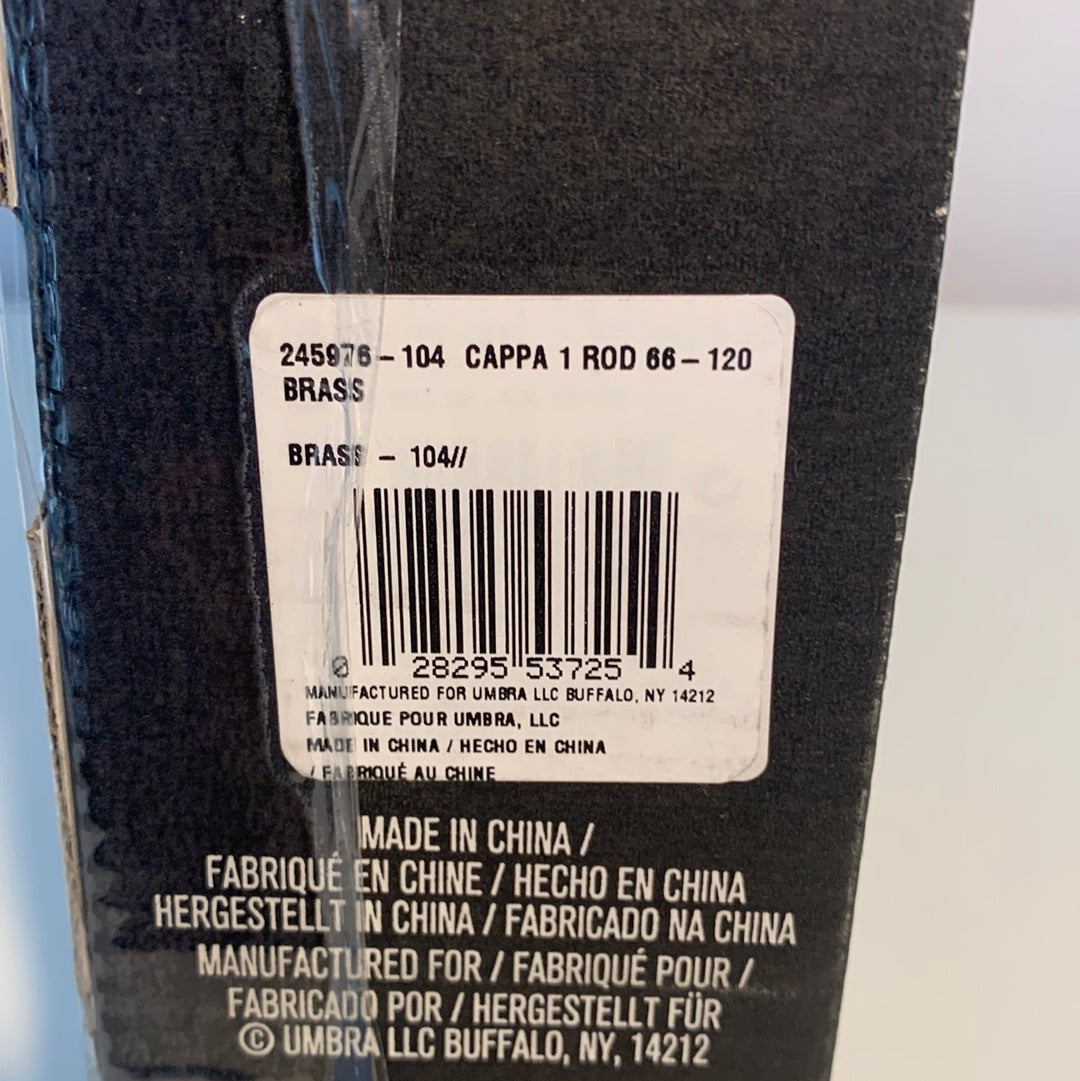 245976-104 CAPPA 1 ROD 66-120
BRASS
BRASS - 104//
0 28295 53725 4
MANUFACTURED FOR UMBRA LLC BUFFALO, NY 14212
FABRIQUE POUR UMBRA, LLC
MADE IN CHINA / HECHO EN CHINA
/ FABRIQUÉ AU CHINE
MADE IN CHINA /
FABRIQUÉ EN CHINE / HECHO EN CHINA
HERGESTELLT IN CHINA / FABRICADO NA CHINA
MANUFACTURED FOR / FABRIQUÉ POUR /
FABRICADO POR / HERGESTELLT FÜR
© UMBRA LLC BUFFALO, NY, 14212